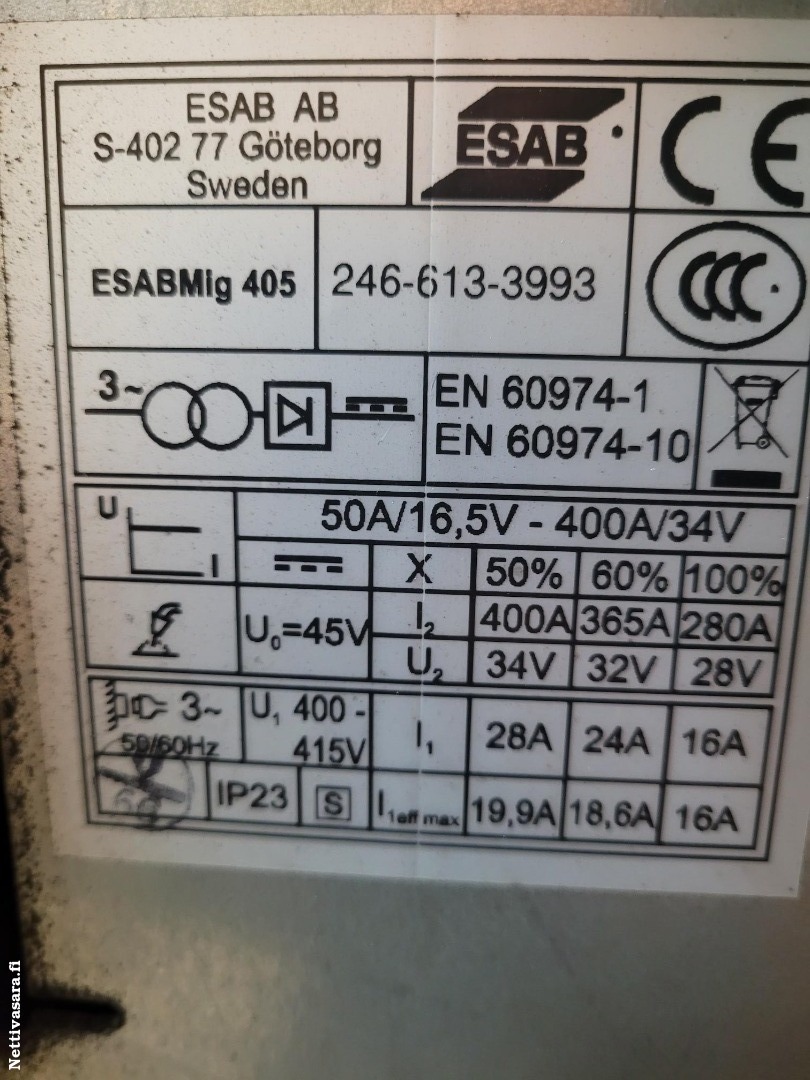 ESAB AB
S-402 77 Göteborg
Sweden
ESAB
CE
ESABMig 405
246-613-3993
CCC
3~
EN 60974-1
EN 60974-10
U
I
50A/16,5V - 400A/34V
X 50% 60% 100%
U₀=45V
I₂ 400A 365A 280A
U₂ 34V 32V 28V
3~
50/60Hz
U₁ 400 -
415V
I₁ 28A 24A 16A
IP23
S
I₁eff max 19,9A 18,6A 16A
Nettivasara.fi